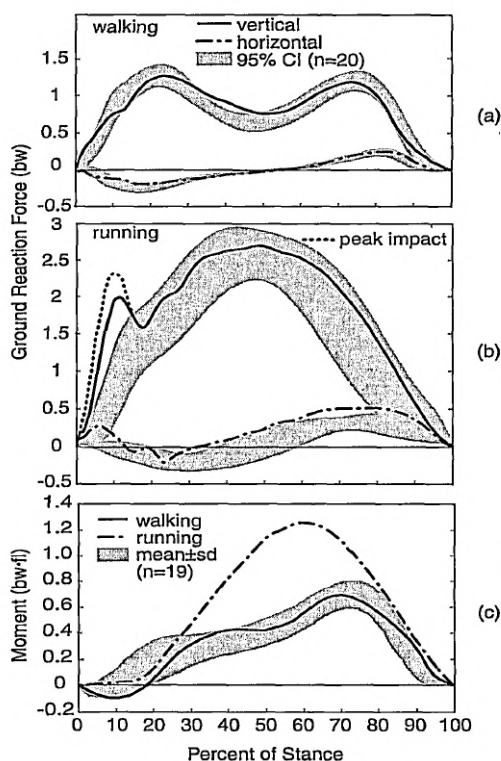 walking
vertical
horizontal
95% CI (n=20)
1.5
1
0.5
0
-0.5
(a)
Ground Reaction Force (bw)
running
peak impact
3
2.5
2
1.5
1
0.5
0
-0.5
(b)
walking
running
mean±sd
(n=19)
1.4
1.2
1.0
0.8
0.6
0.4
0.2
0
-0.2
(c)
Moment (bw·fl)
0 10 20 30 40 50 60 70 80 90 100
Percent of Stance